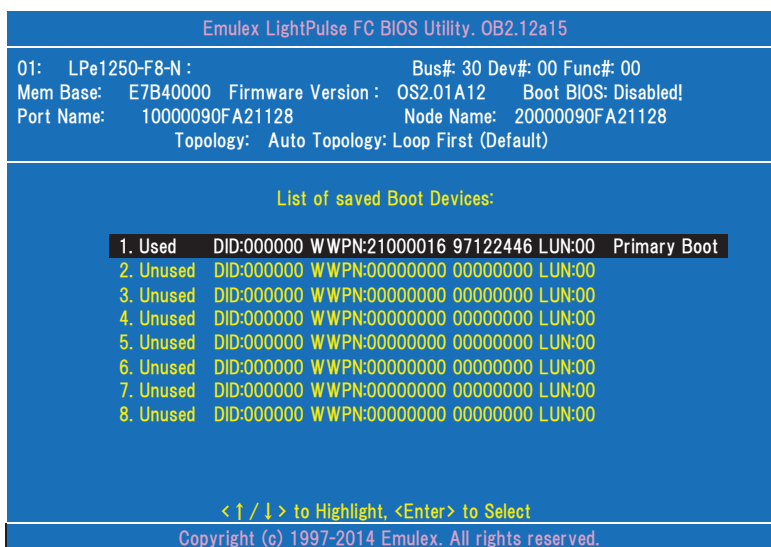 Emulex LightPulse FC BIOS Utility. OB2.12a15
01: LPe1250-F8-N : Bus#: 30 Dev#: 00 Func#: 00
Mem Base: E7B40000 Firmware Version : OS2.01A12 Boot BIOS: Disabled!
Port Name: 10000090FA21128 Node Name: 20000090FA21128
Topology: Auto Topology: Loop First (Default)
List of saved Boot Devices:
1. Used DID:000000 WWPN:21000016 97122446 LUN:00 Primary Boot
2. Unused DID:000000 WWPN:00000000 00000000 LUN:00
3. Unused DID:000000 WWPN:00000000 00000000 LUN:00
4. Unused DID:000000 WWPN:00000000 00000000 LUN:00
5. Unused DID:000000 WWPN:00000000 00000000 LUN:00
6. Unused DID:000000 WWPN:00000000 00000000 LUN:00
7. Unused DID:000000 WWPN:00000000 00000000 LUN:00
8. Unused DID:000000 WWPN:00000000 00000000 LUN:00
<↑/↓> to Highlight, <Enter> to Select
Copyright (c) 1997-2014 Emulex. All rights reserved.